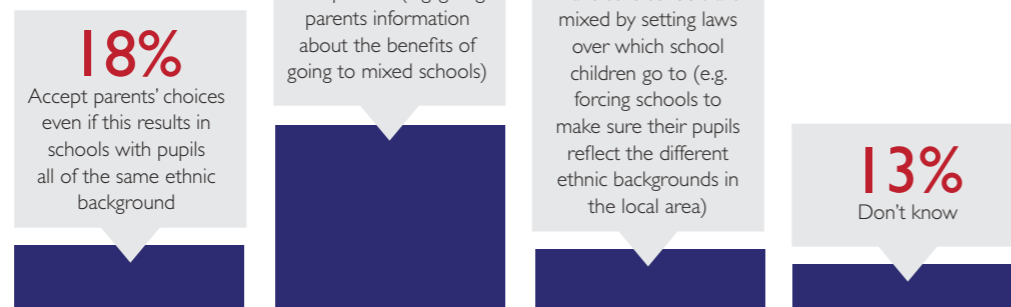 18%
Accept parents' choices
even if this results in
schools with pupils
all of the same ethnic
background
parents information
about the benefits of
going to mixed schools)
mixed by setting laws
over which school
children go to (e.g.
forcing schools to
make sure their pupils
reflect the different
ethnic backgrounds in
the local area)
13%
Don't know